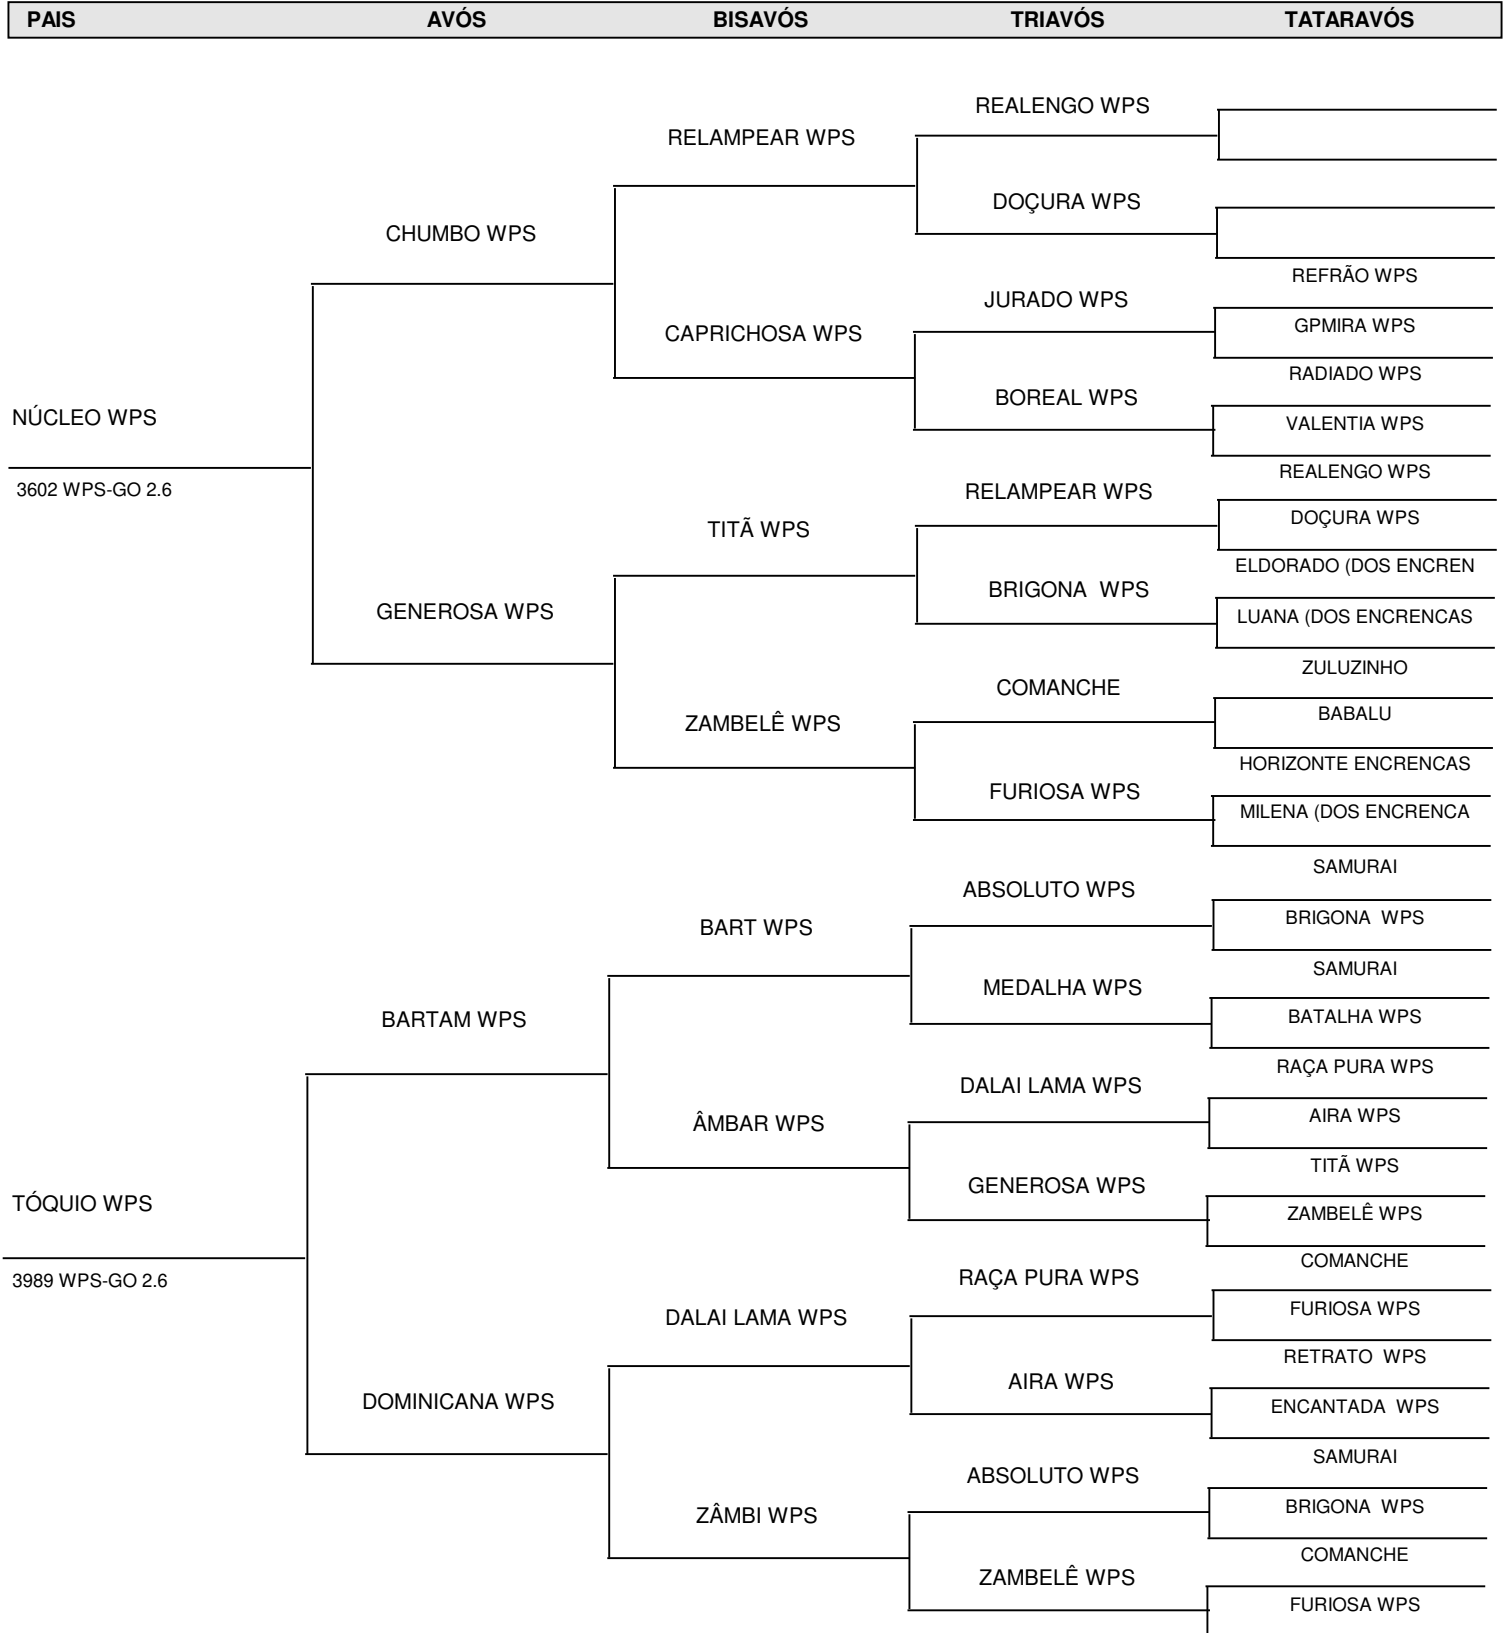 PAIS AVÓS BISAVÓS TRIAVÓS TATARAVÓS
REALENGO WPS
RELAMPEAR WPS
DOÇURA WPS
CHUMBO WPS
REFRÃO WPS
JURADO WPS
GPMIRA WPS
CAPRICHOSA WPS
RADIADO WPS
BOREAL WPS
NÚCLEO WPS
VALENTIA WPS
REALENGO WPS
3602 WPS-GO 2.6
RELAMPEAR WPS
DOÇURA WPS
TITÃ WPS
ELDORADO (DOS ENCREN
BRIGONA WPS
GENEROSA WPS
LUANA (DOS ENCRENCAS
ZULUZINHO
COMANCHE
BABALU
ZAMBELÊ WPS
HORIZONTE ENCRENCAS
FURIOSA WPS
MILENA (DOS ENCRENCA
SAMURAI
ABSOLUTO WPS
BRIGONA WPS
BART WPS
SAMURAI
MEDALHA WPS
BARTAM WPS
BATALHA WPS
RAÇA PURA WPS
DALAI LAMA WPS
AIRA WPS
ÂMBAR WPS
TITÃ WPS
GENEROSA WPS
TÓQUIO WPS
ZAMBELÊ WPS
COMANCHE
3989 WPS-GO 2.6
RAÇA PURA WPS
FURIOSA WPS
DALAI LAMA WPS
RETRATO WPS
AIRA WPS
DOMINICANA WPS
ENCANTADA WPS
SAMURAI
ABSOLUTO WPS
BRIGONA WPS
ZÂMBI WPS
COMANCHE
ZAMBELÊ WPS
FURIOSA WPS